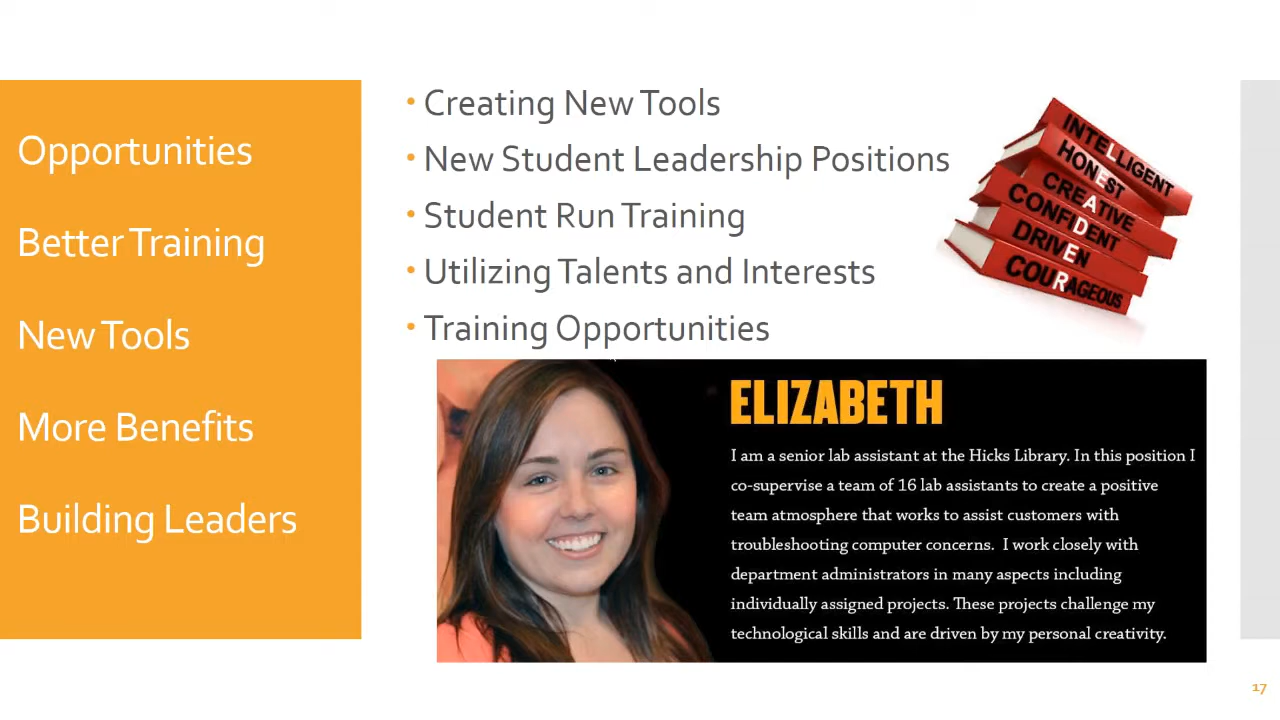 Opportunities
Better Training
New Tools
More Benefits
Building Leaders
• Creating New Tools
• New Student Leadership Positions
• Student Run Training
• Utilizing Talents and Interests
• Training Opportunities
INTELLIGENT
HONEST
CREATIVE
CONFIDENT
DRIVEN
COURAGEOUS
ELIZABETH
I am a senior lab assistant at the Hicks Library. In this position I
co-supervise a team of 16 lab assistants to create a positive
team atmosphere that works to assist customers with
troubleshooting computer concerns. I work closely with
department administrators in many aspects including
individually assigned projects. These projects challenge my
technological skills and are driven by my personal creativity.
17